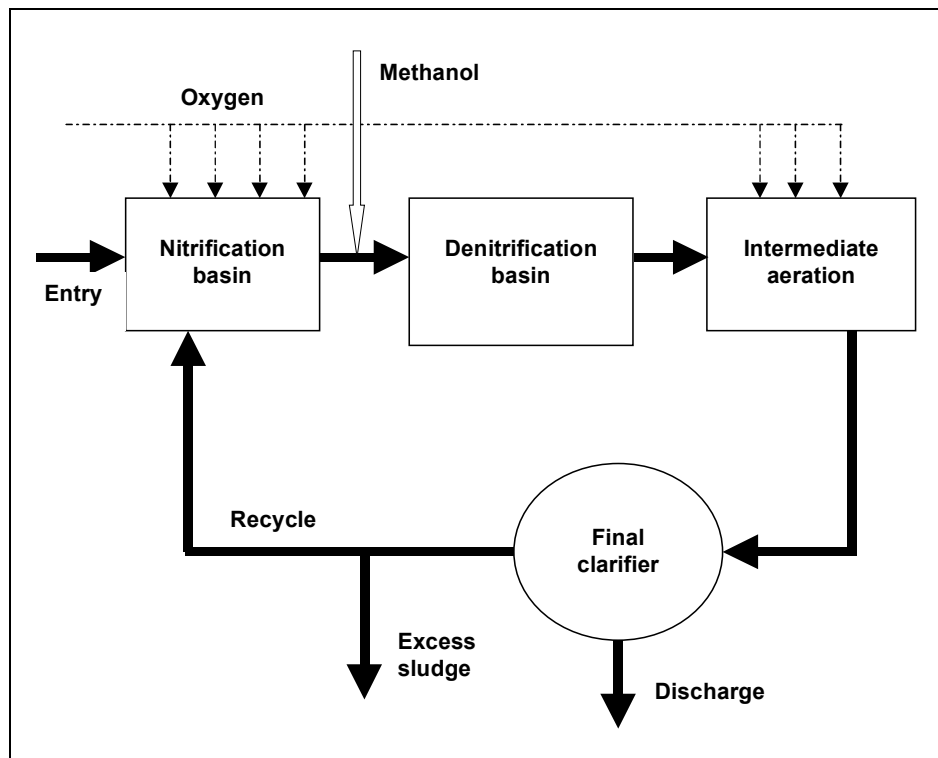 Methanol
Oxygen
Nitrification
basin
Denitrification
basin
Intermediate
aeration
Entry
Recycle
Final
clarifier
Excess
sludge
Discharge